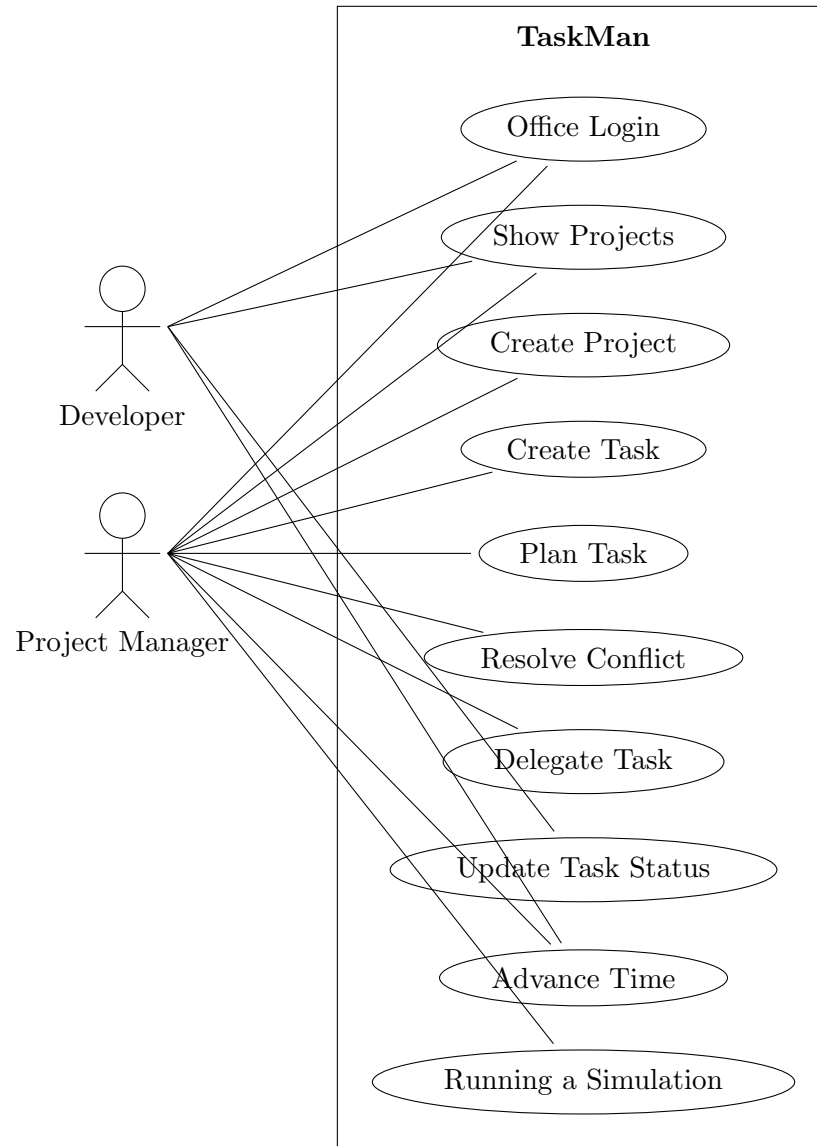 TaskMan
Office Login
Show Projects
Create Project
Developer
Create Task
Plan Task
Project Manager
Resolve Conflict
Delegate Task
Update Task Status
Advance Time
Running a Simulation